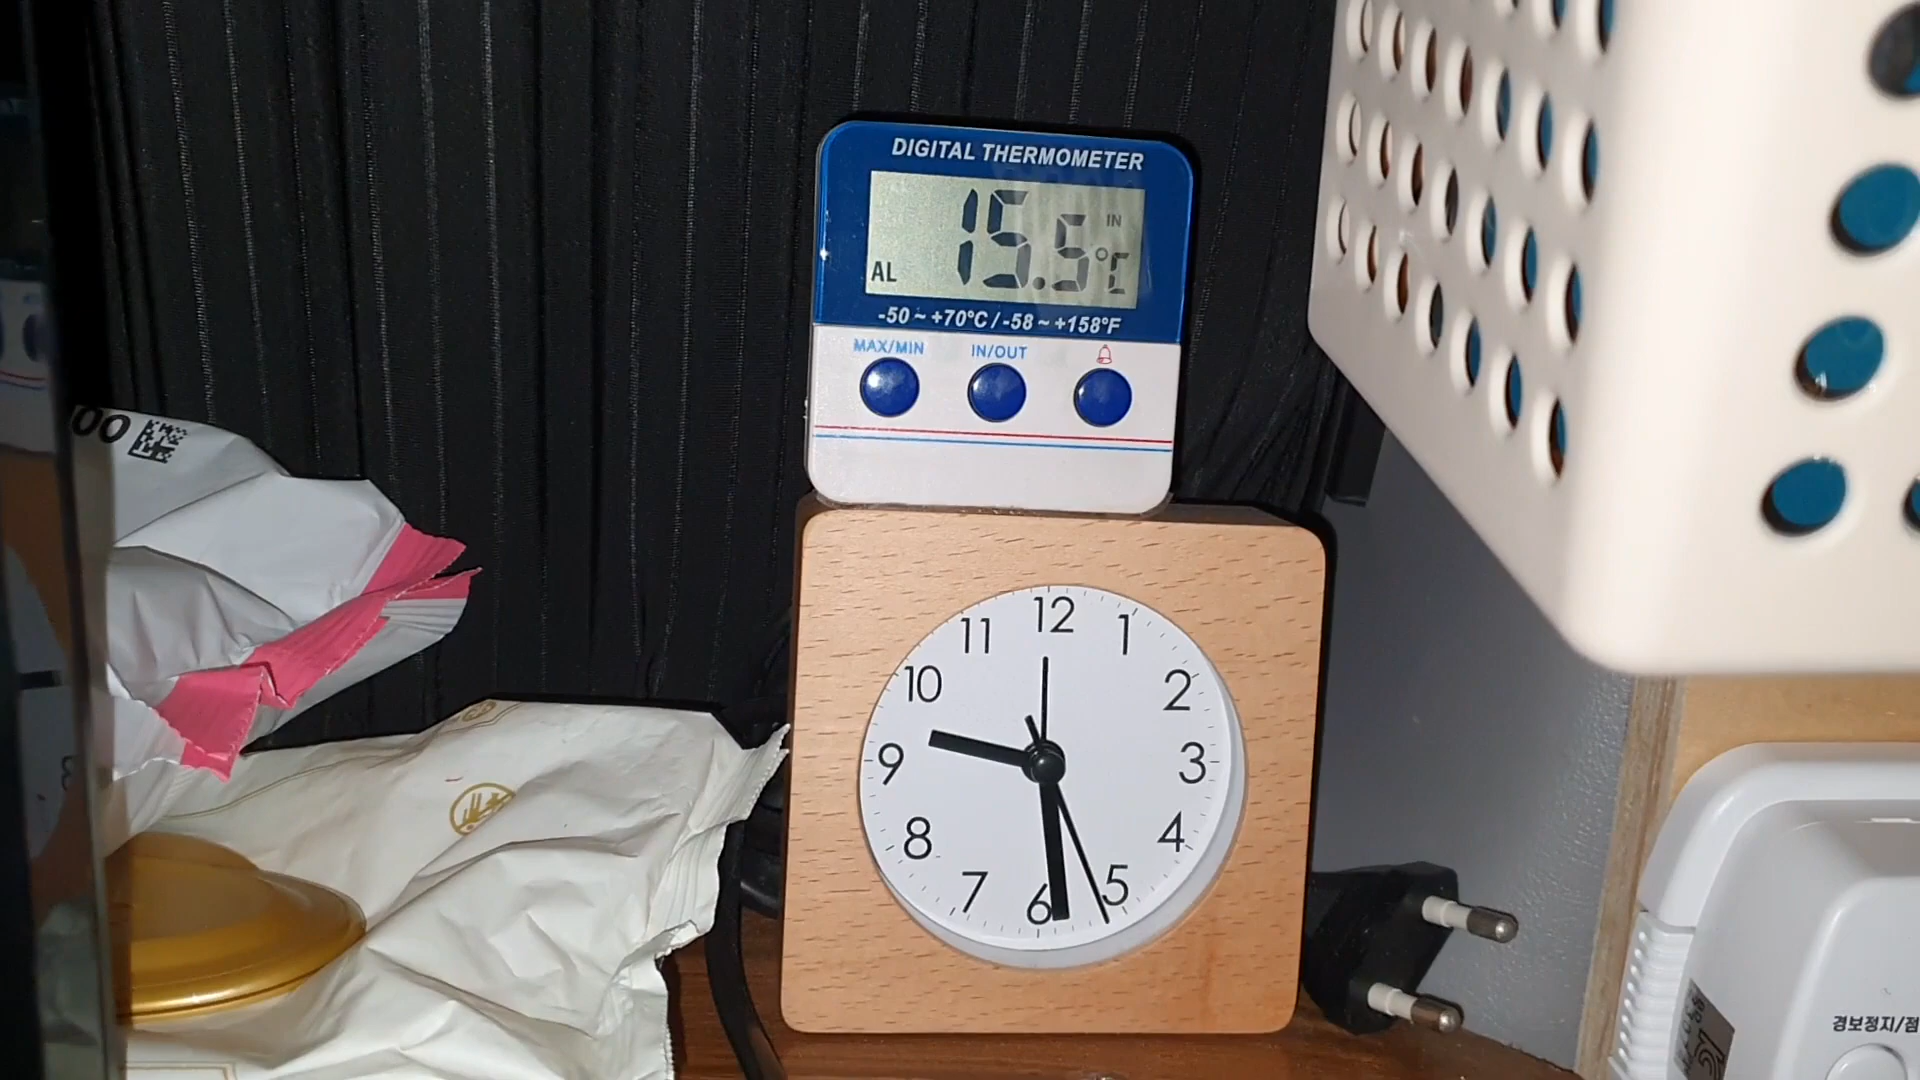 DIGITAL THERMOMETER
15.5 °C
IN
AL
-50 ~ +70°C / -58 ~ +158°F
MAX/MIN IN/OUT
00
12
11 1
10 2
9 3
8 4
7 5
6
경보정지/점